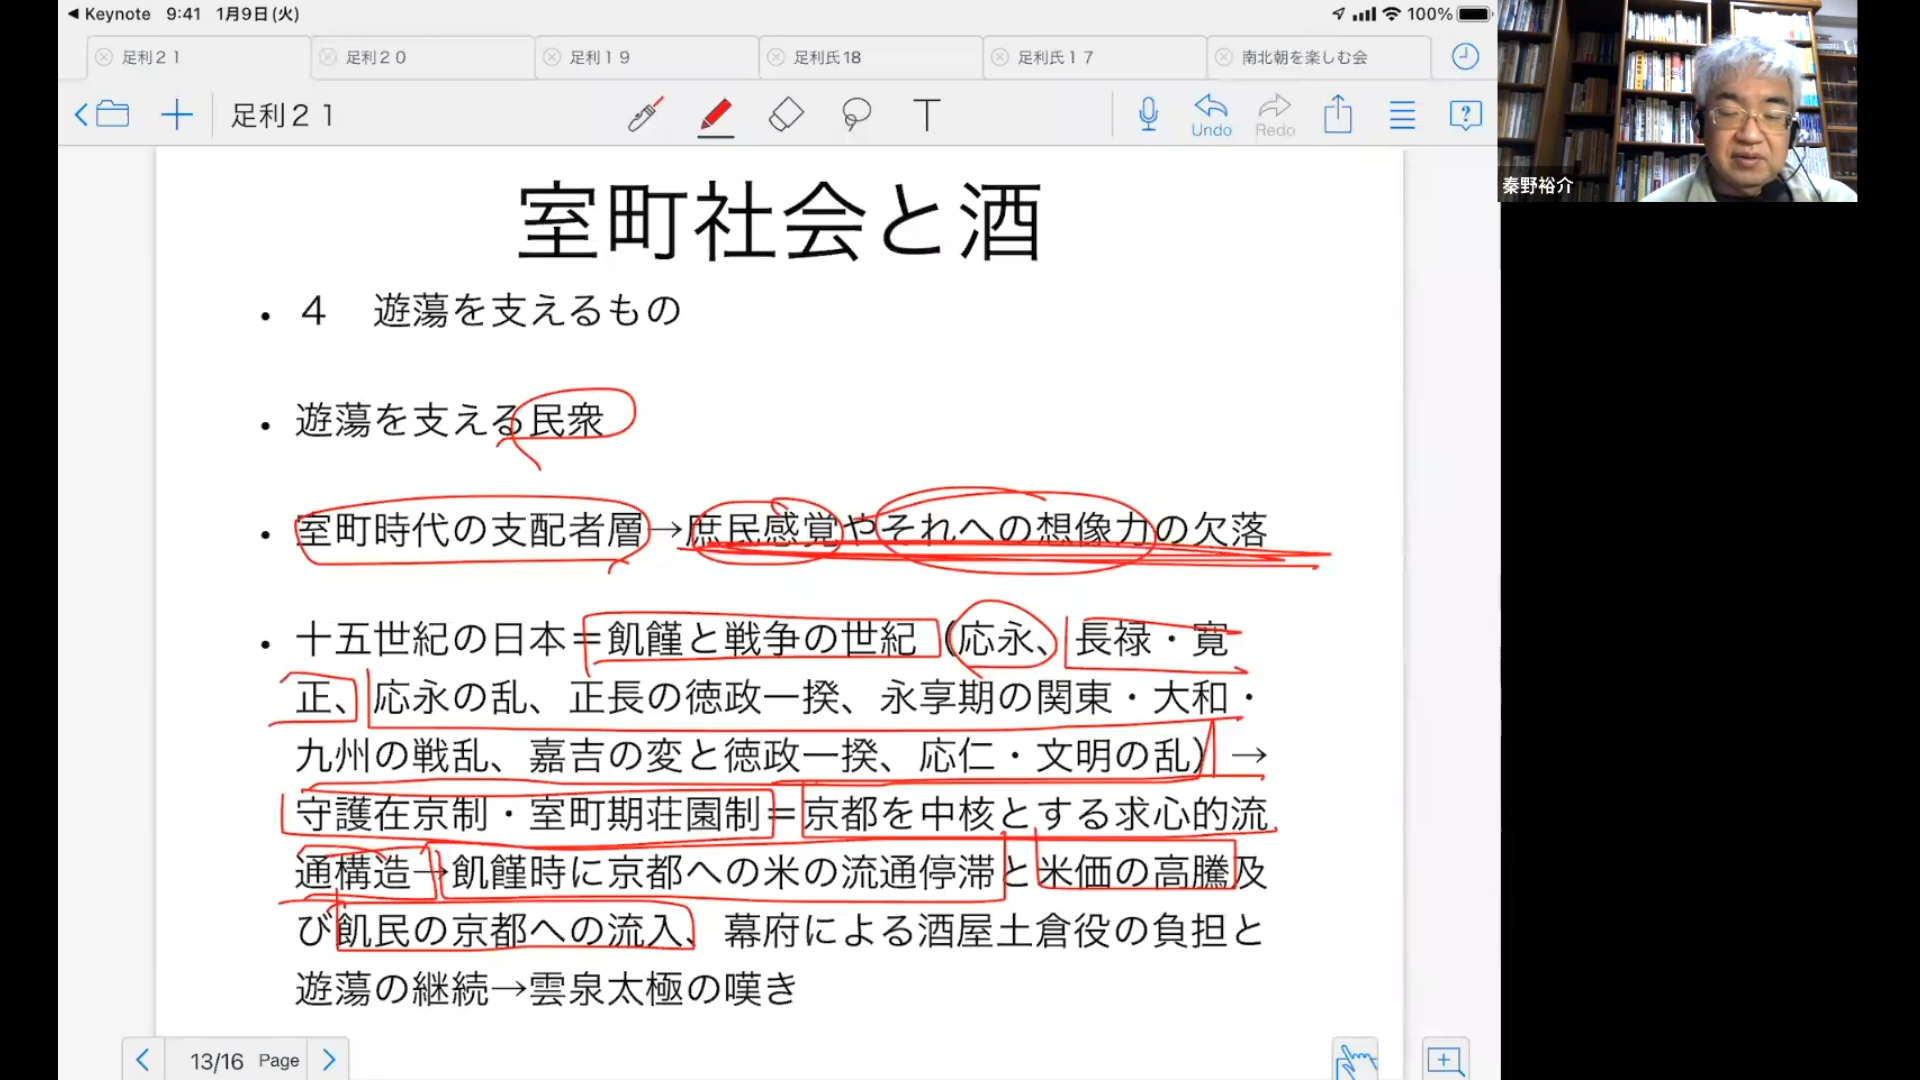 ◀ Keynote 9:41 1月9日(火) 100%
足利２１ 足利２０ 足利１９ 足利氏18 足利氏１７ 南北朝を楽しむ会
足利２１ T Undo Redo ?
秦野裕介
室町社会と酒
• ４　遊蕩を支えるもの
• 遊蕩を支える民衆
• 室町時代の支配者層→庶民感覚やそれへの想像力の欠落
• 十五世紀の日本＝飢饉と戦争の世紀（応永、長禄・寛
正、応永の乱、正長の徳政一揆、永享期の関東・大和・
九州の戦乱、嘉吉の変と徳政一揆、応仁・文明の乱）→
守護在京制・室町期荘園制＝京都を中核とする求心的流
通構造→飢饉時に京都への米の流通停滞と米価の高騰及
び飢民の京都への流入、幕府による酒屋土倉役の負担と
遊蕩の継続→雲泉太極の嘆き
13/16 Page